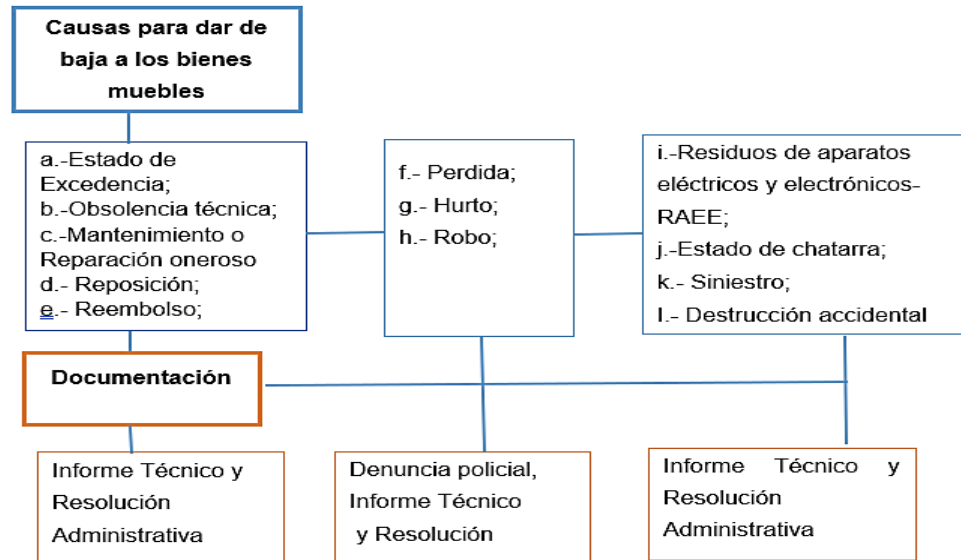 Causas para dar de
baja a los bienes
muebles
a.-Estado de
Excedencia;
b.-Obsolencia técnica;
c.-Mantenimiento o
Reparación oneroso
d.- Reposición;
e.- Reembolso;
f.- Perdida;
g.- Hurto;
h.- Robo;
i.-Residuos de aparatos
eléctricos y electrónicos-
RAEE;
j.-Estado de chatarra;
k.- Siniestro;
l.- Destrucción accidental
Documentación
Informe Técnico y
Resolución
Administrativa
Denuncia policial,
Informe Técnico
y Resolución
Informe Técnico y
Resolución
Administrativa